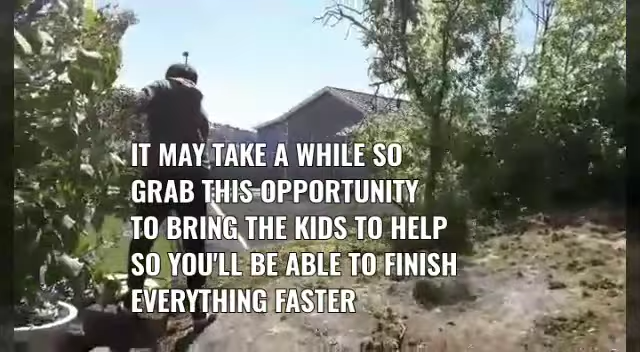 IT MAY TAKE A WHILE SO
GRAB THIS OPPORTUNITY
TO BRING THE KIDS TO HELP
SO YOU'LL BE ABLE TO FINISH
EVERYTHING FASTER